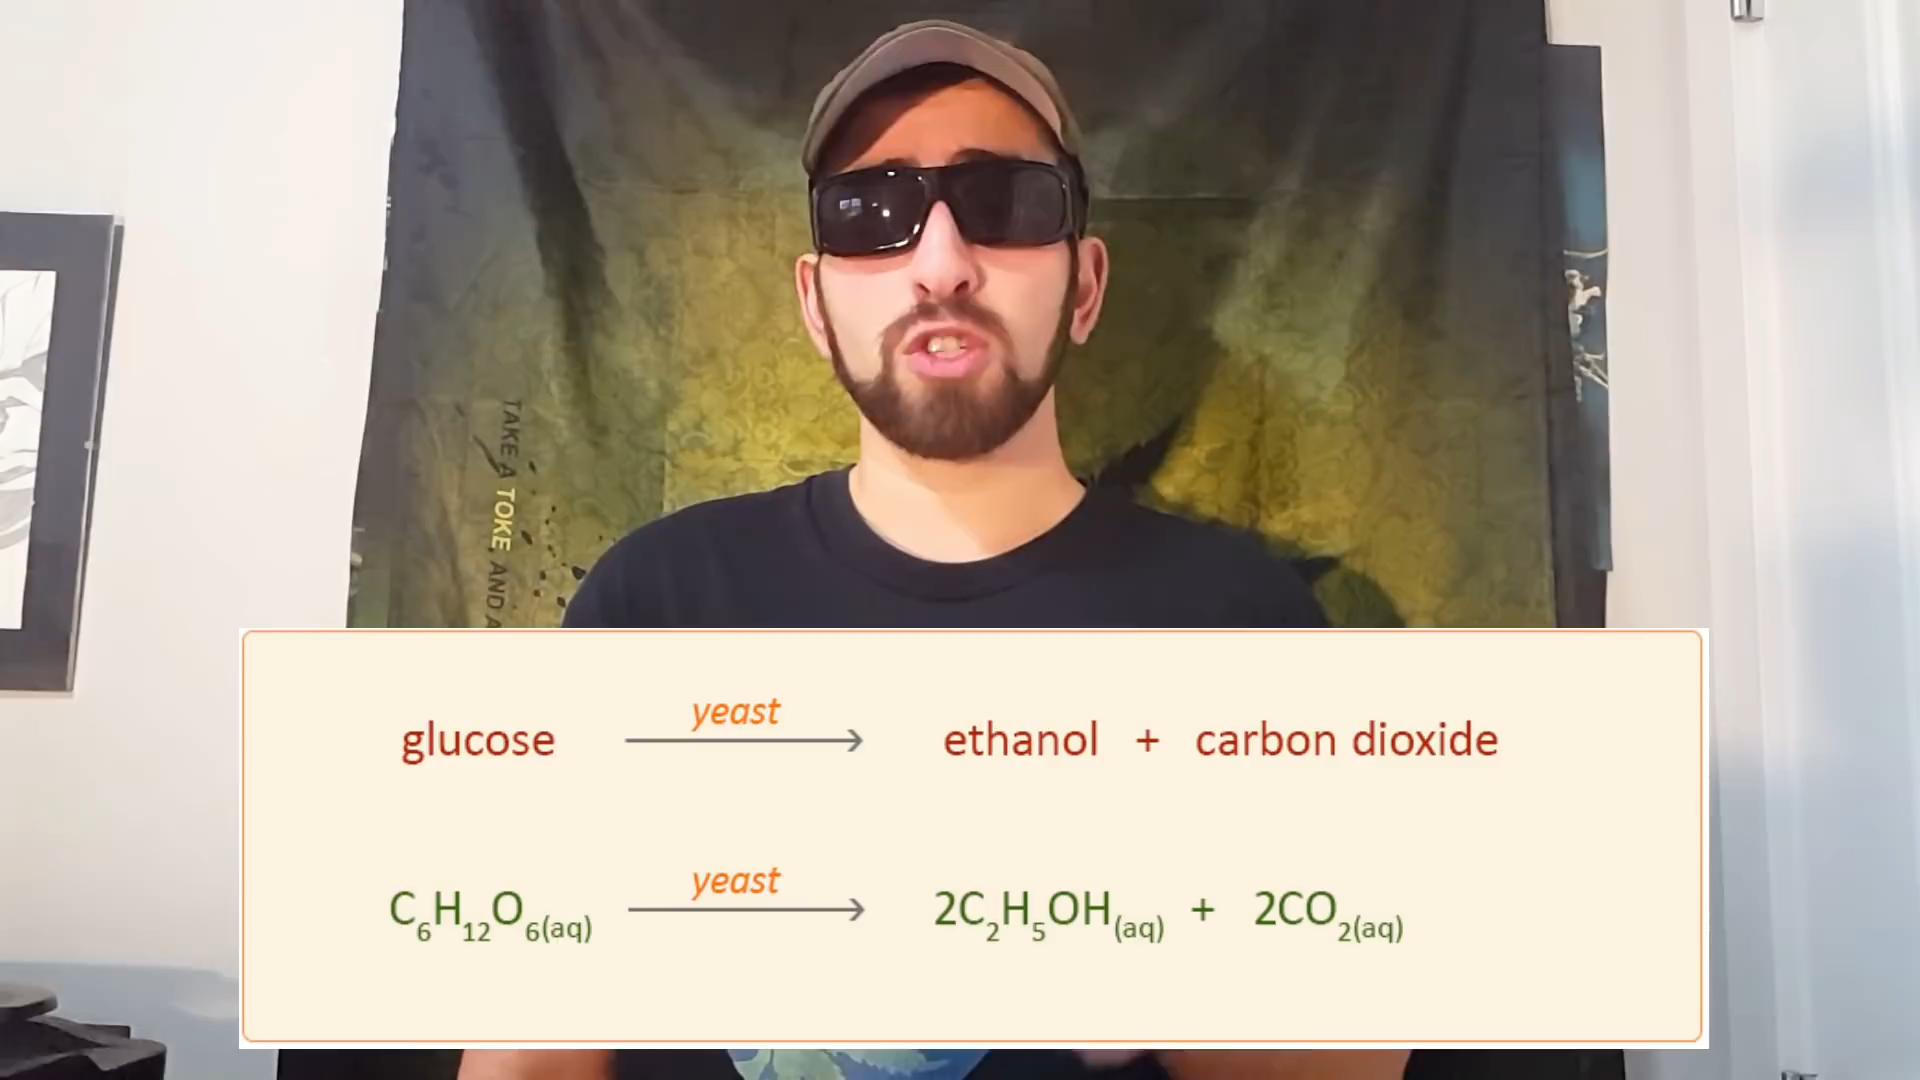 TAKE A TOKE AND A
yeast
glucose ⟶ ethanol + carbon dioxide
yeast
C₆H₁₂O₆(aq) ⟶ 2C₂H₅OH(aq) + 2CO₂(aq)